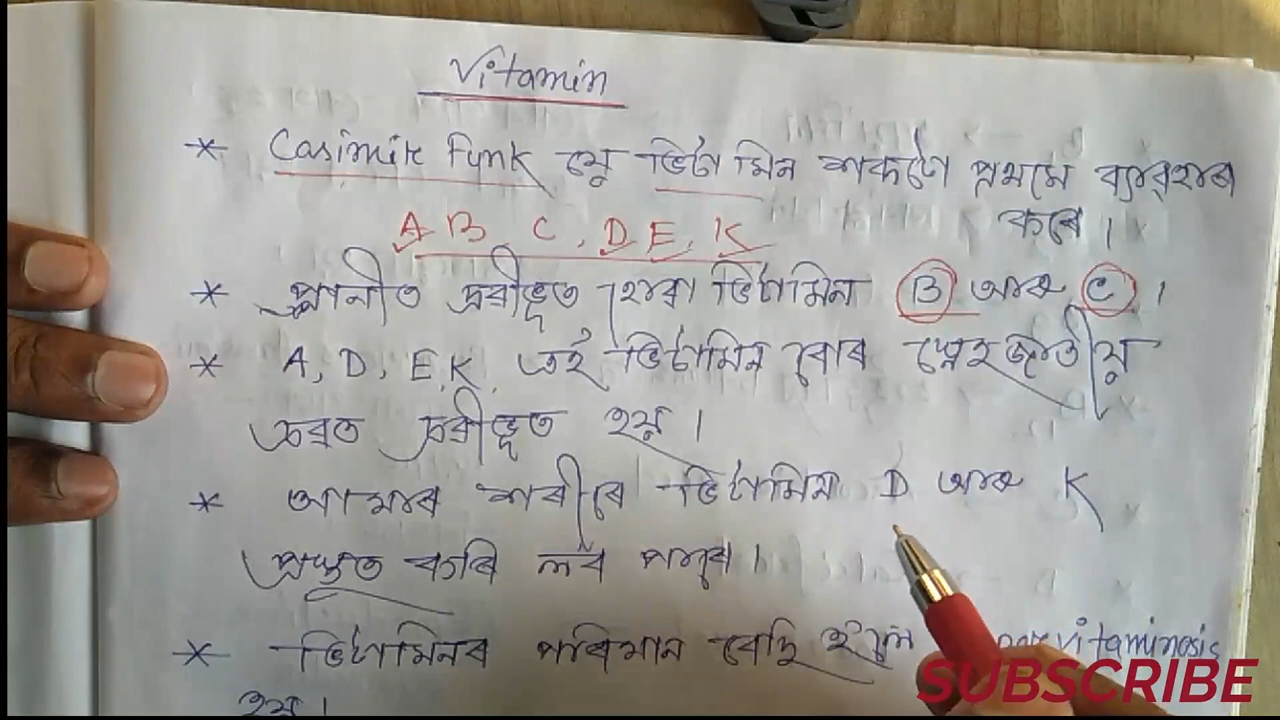 Vitamin
* Casimir Funk য়ে ভিটামিন শব্দটো প্ৰথমে ব্যৱহাৰ
কৰে।
A B C, D E, K
* পানীত দ্ৰৱীভূত হোৱা ভিটামিন B আৰু C।
* A, D, E, K এই ভিটামিন বোৰ স্নেহজাতীয়
দ্ৰৱত দ্ৰৱীভূত হয়।
* আমাৰ শৰীৰে ভিটামিন D আৰু K
প্ৰস্তুত কৰি লব পাৰে।
* ভিটামিনৰ পৰিমান বেছি হলে vitaminosis
হয়।
SUBSCRIBE